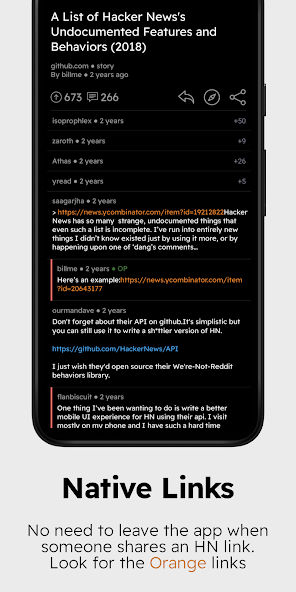 A List of Hacker News's
Undocumented Features and
Behaviors (2018)
github.com • story
By billme • 2 years ago
673 266
isoprophlex • 2 years +50
zaroth • 2 years +9
Athas • 2 years +26
yread • 2 years +5
saagarjha • 2 years
> https://news.ycombinator.com/item?id=19212822Hacker
News has so many strange, undocumented things that
even such a list is incomplete. I've run into entirely new
things I didn't know existed just by using it more, or by
happening upon one of 'dang's comments...
billme • 2 years • OP
Here's an example:https://news.ycombinator.com/item
?id=20643177
ourmandave • 2 years
Don't forget about their API on github.It's simplistic but
you can still use it to write a sh*ttier version of HN.
https://github.com/HackerNews/API
I just wish they'd open source their We're-Not-Reddit
behaviors library.
flanbiscuit • 2 years
One thing I've been wanting to do is write a better
mobile UI experience for HN using their api. I visit
mostly on my phone and I have such a hard time
Native Links
No need to leave the app when
someone shares an HN link.
Look for the Orange links